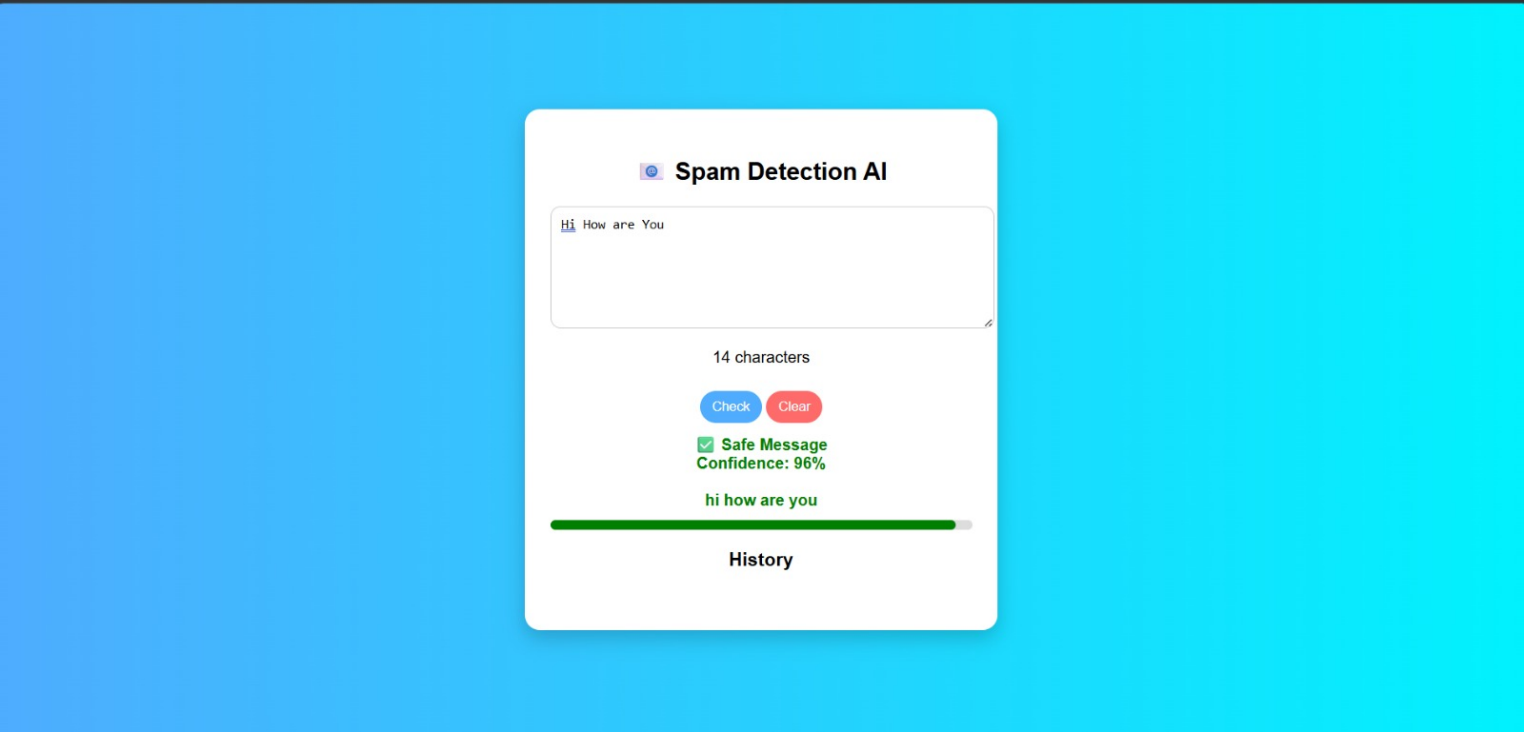 Spam Detection AI
Hi How are You
14 characters
Check Clear
Safe Message
Confidence: 96%
hi how are you
History